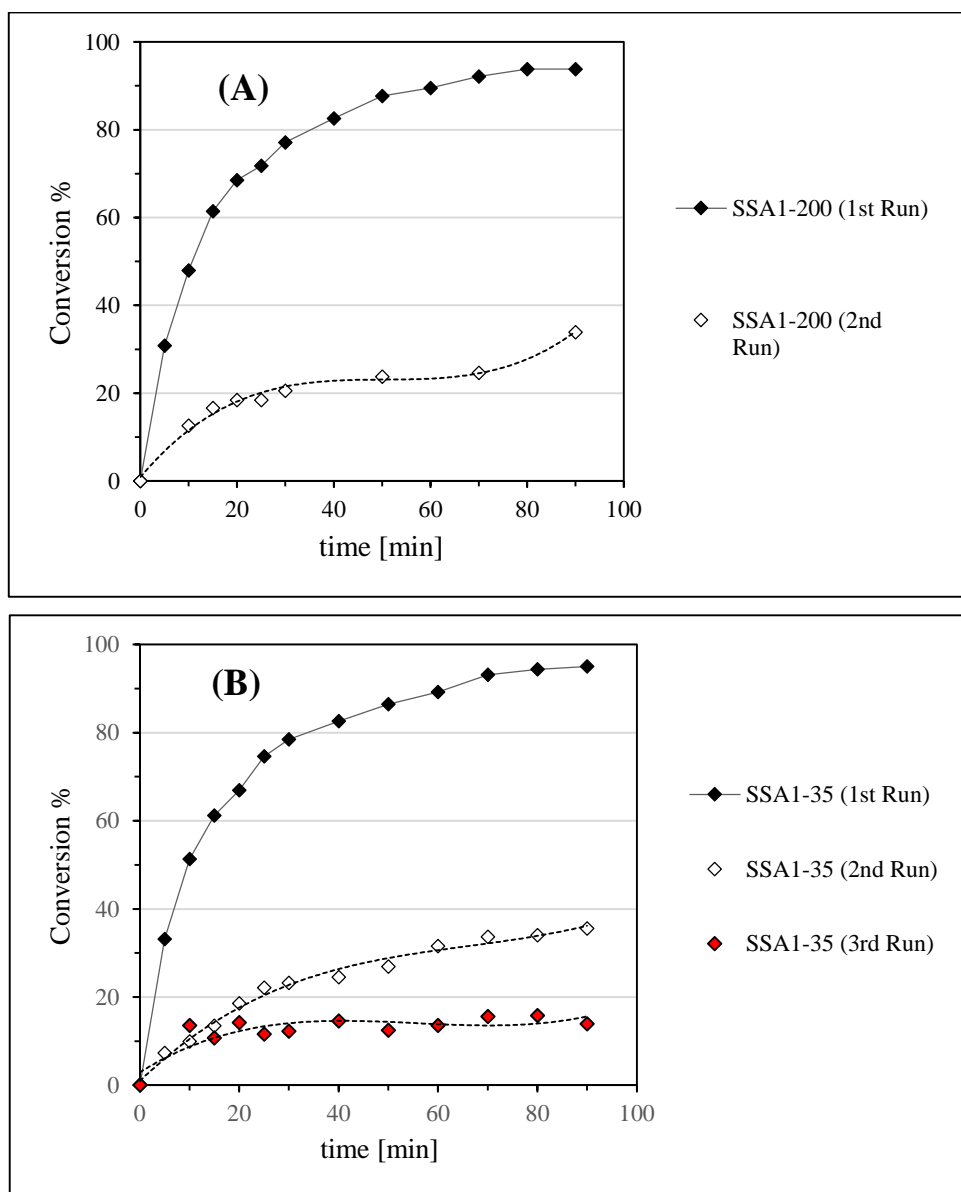 (A)
Conversion %
100
80
60
40
20
0
0 20 40 60 80 100
time [min]
SSA1-200 (1st Run)
SSA1-200 (2nd
Run)
(B)
Conversion %
100
80
60
40
20
0
0 20 40 60 80 100
time [min]
SSA1-35 (1st Run)
SSA1-35 (2nd Run)
SSA1-35 (3rd Run)